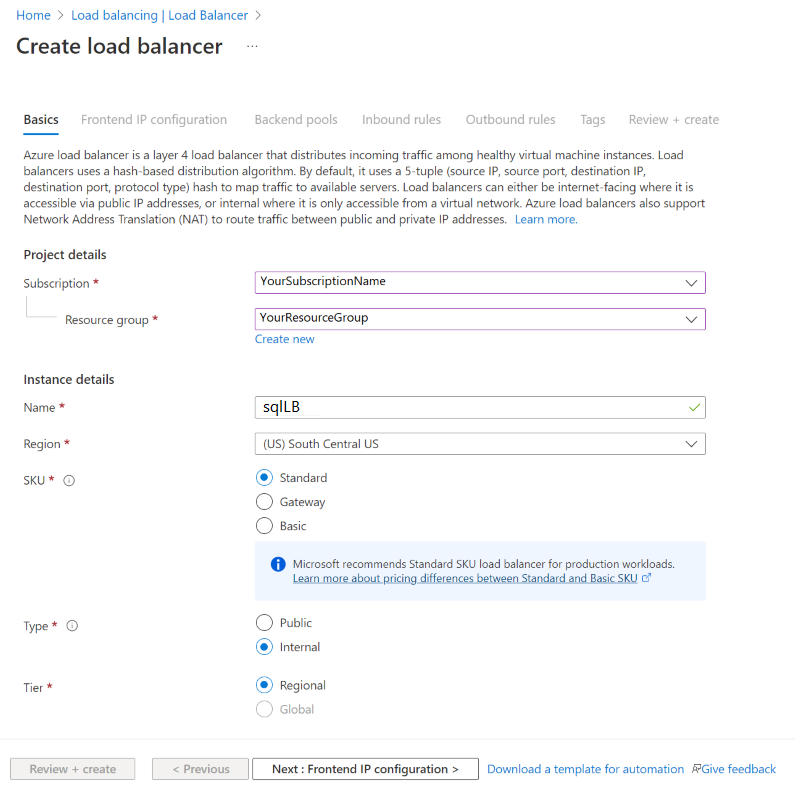 Home > Load balancing | Load Balancer >
Create load balancer ...
Basics Frontend IP configuration Backend pools Inbound rules Outbound rules Tags Review + create
Azure load balancer is a layer 4 load balancer that distributes incoming traffic among healthy virtual machine instances. Load
balancers uses a hash-based distribution algorithm. By default, it uses a 5-tuple (source IP, source port, destination IP,
destination port, protocol type) hash to map traffic to available servers. Load balancers can either be internet-facing where it is
accessible via public IP addresses, or internal where it is only accessible from a virtual network. Azure load balancers also support
Network Address Translation (NAT) to route traffic between public and private IP addresses. Learn more.
Project details
Subscription * YourSubscriptionName
Resource group * YourResourceGroup
Create new
Instance details
Name * sqlLB
Region * (US) South Central US
SKU * Standard
Gateway
Basic
Microsoft recommends Standard SKU load balancer for production workloads.
Learn more about pricing differences between Standard and Basic SKU
Type * Public
Internal
Tier * Regional
Global
Review + create < Previous Next : Frontend IP configuration > Download a template for automation Give feedback